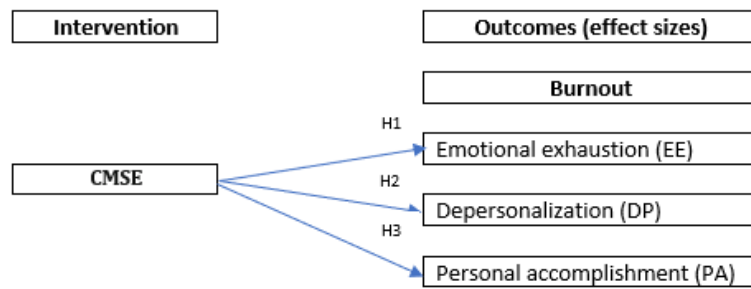 Intervention
Outcomes (effect sizes)
Burnout
H1
Emotional exhaustion (EE)
CMSE
H2
Depersonalization (DP)
H3
Personal accomplishment (PA)